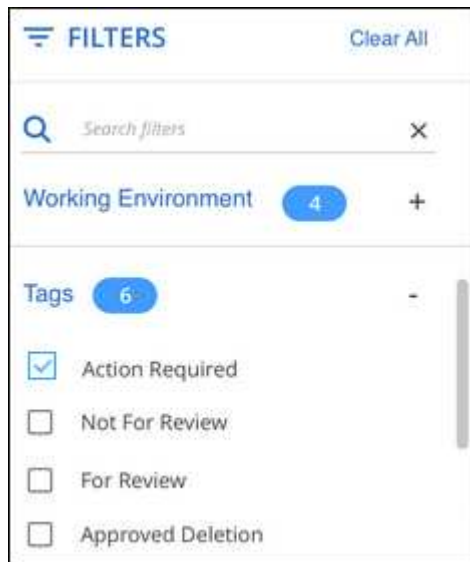 FILTERS Clear All
Search filters ×
Working Environment 4 +
Tags 6 -
Action Required
Not For Review
For Review
Approved Deletion